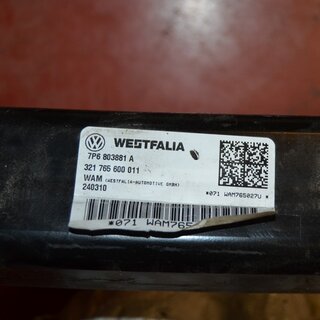 WESTFALIA
7P6 803881 A
321 765 600 011
WAM (WESTFALIA-AUTOMOTIVE GMBH)
240310
*071 WAM765027U *
*071 WAM765